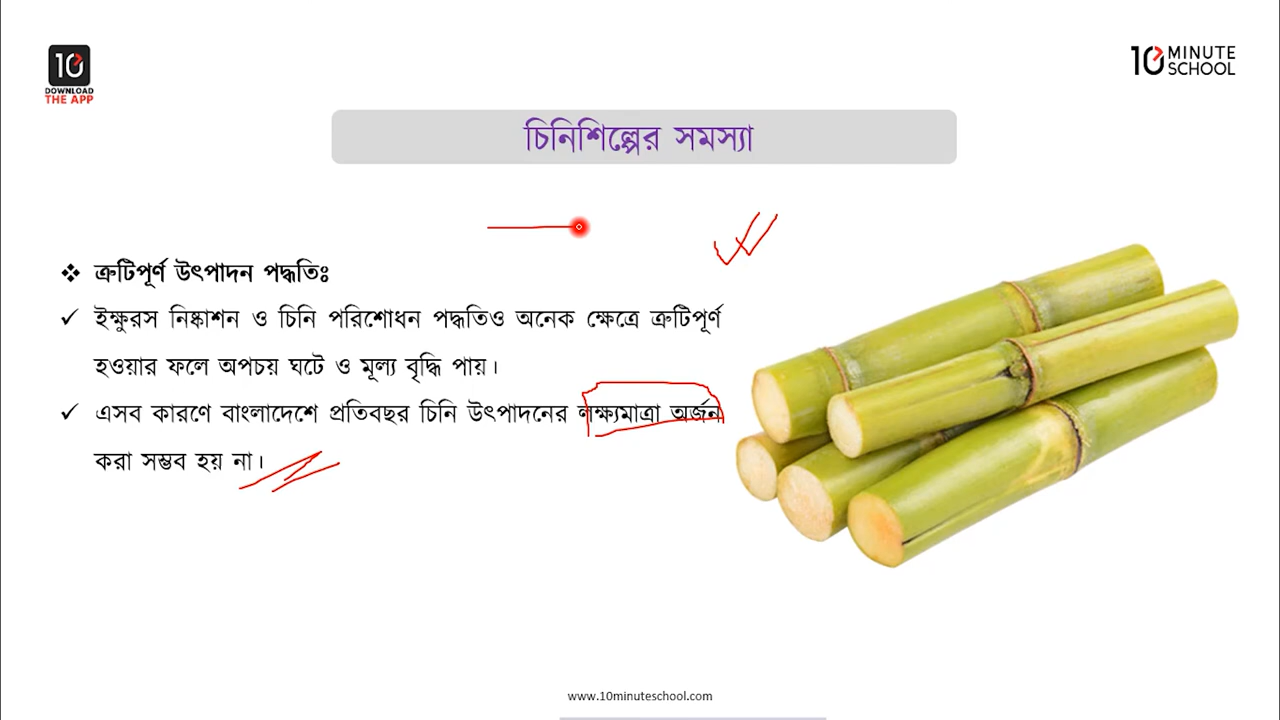 10
DOWNLOAD
THE APP
10 MINUTE
SCHOOL
চিনিশিল্পের সমস্যা
ত্রুটিপূর্ণ উৎপাদন পদ্ধতিঃ
ইক্ষুরস নিষ্কাশন ও চিনি পরিশোধন পদ্ধতিও অনেক ক্ষেত্রে ত্রুটিপূর্ণ
হওয়ার ফলে অপচয় ঘটে ও মূল্য বৃদ্ধি পায়।
এসব কারণে বাংলাদেশে প্রতিবছর চিনি উৎপাদনের লক্ষ্যমাত্রা অর্জন
করা সম্ভব হয় না।
www.10minuteschool.com